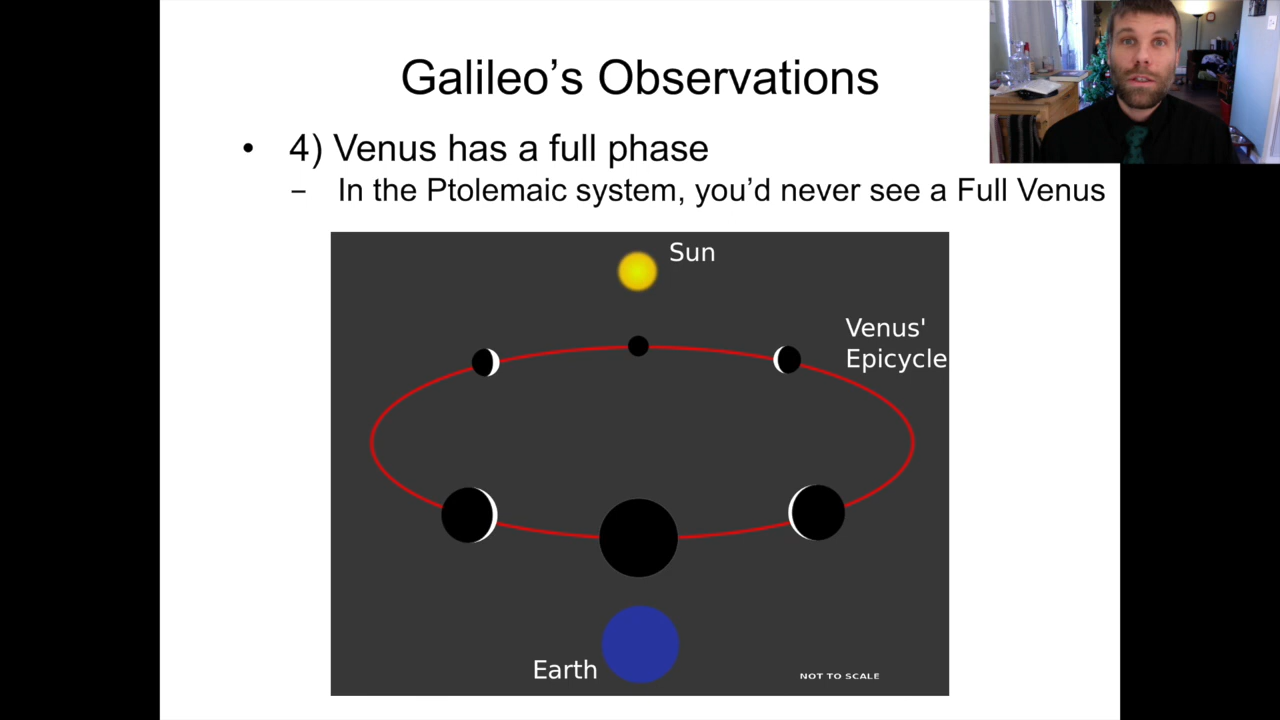 Galileo’s Observations
• 4) Venus has a full phase
– In the Ptolemaic system, you’d never see a Full Venus
Sun
Venus'
Epicycle
Earth
NOT TO SCALE